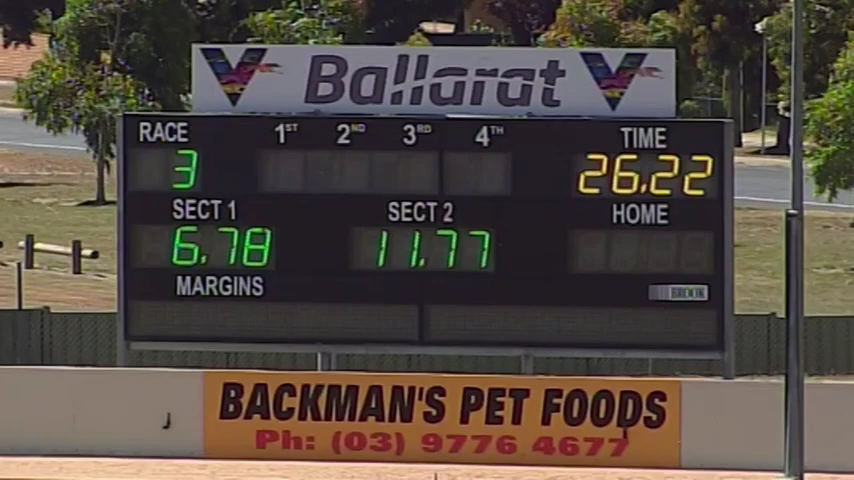 Ballarat
RACE 1ST 2ND 3RD 4TH TIME
3 26.22
SECT 1 SECT 2 HOME
6.78 11.77
MARGINS BROOK
BACKMAN'S PET FOODS
Ph: (03) 9776 4677